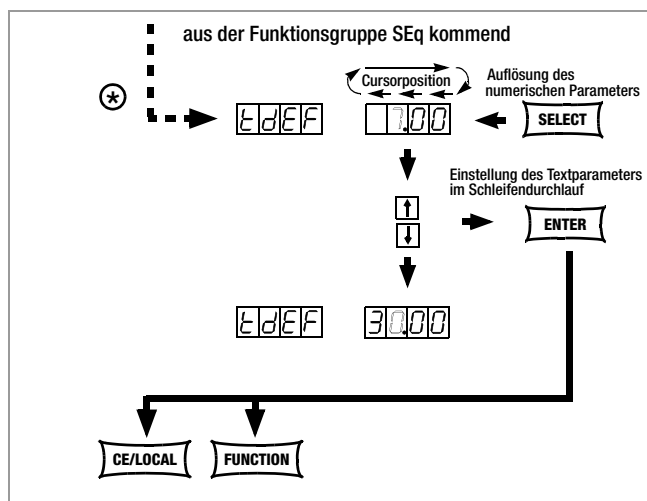 aus der Funktionsgruppe SEq kommend
Cursorposition
Auflösung des
numerischen Parameters
tdEF
7.00
SELECT
Einstellung des Textparameters
im Schleifendurchlauf
ENTER
tdEF
30.00
CE/LOCAL
FUNCTION